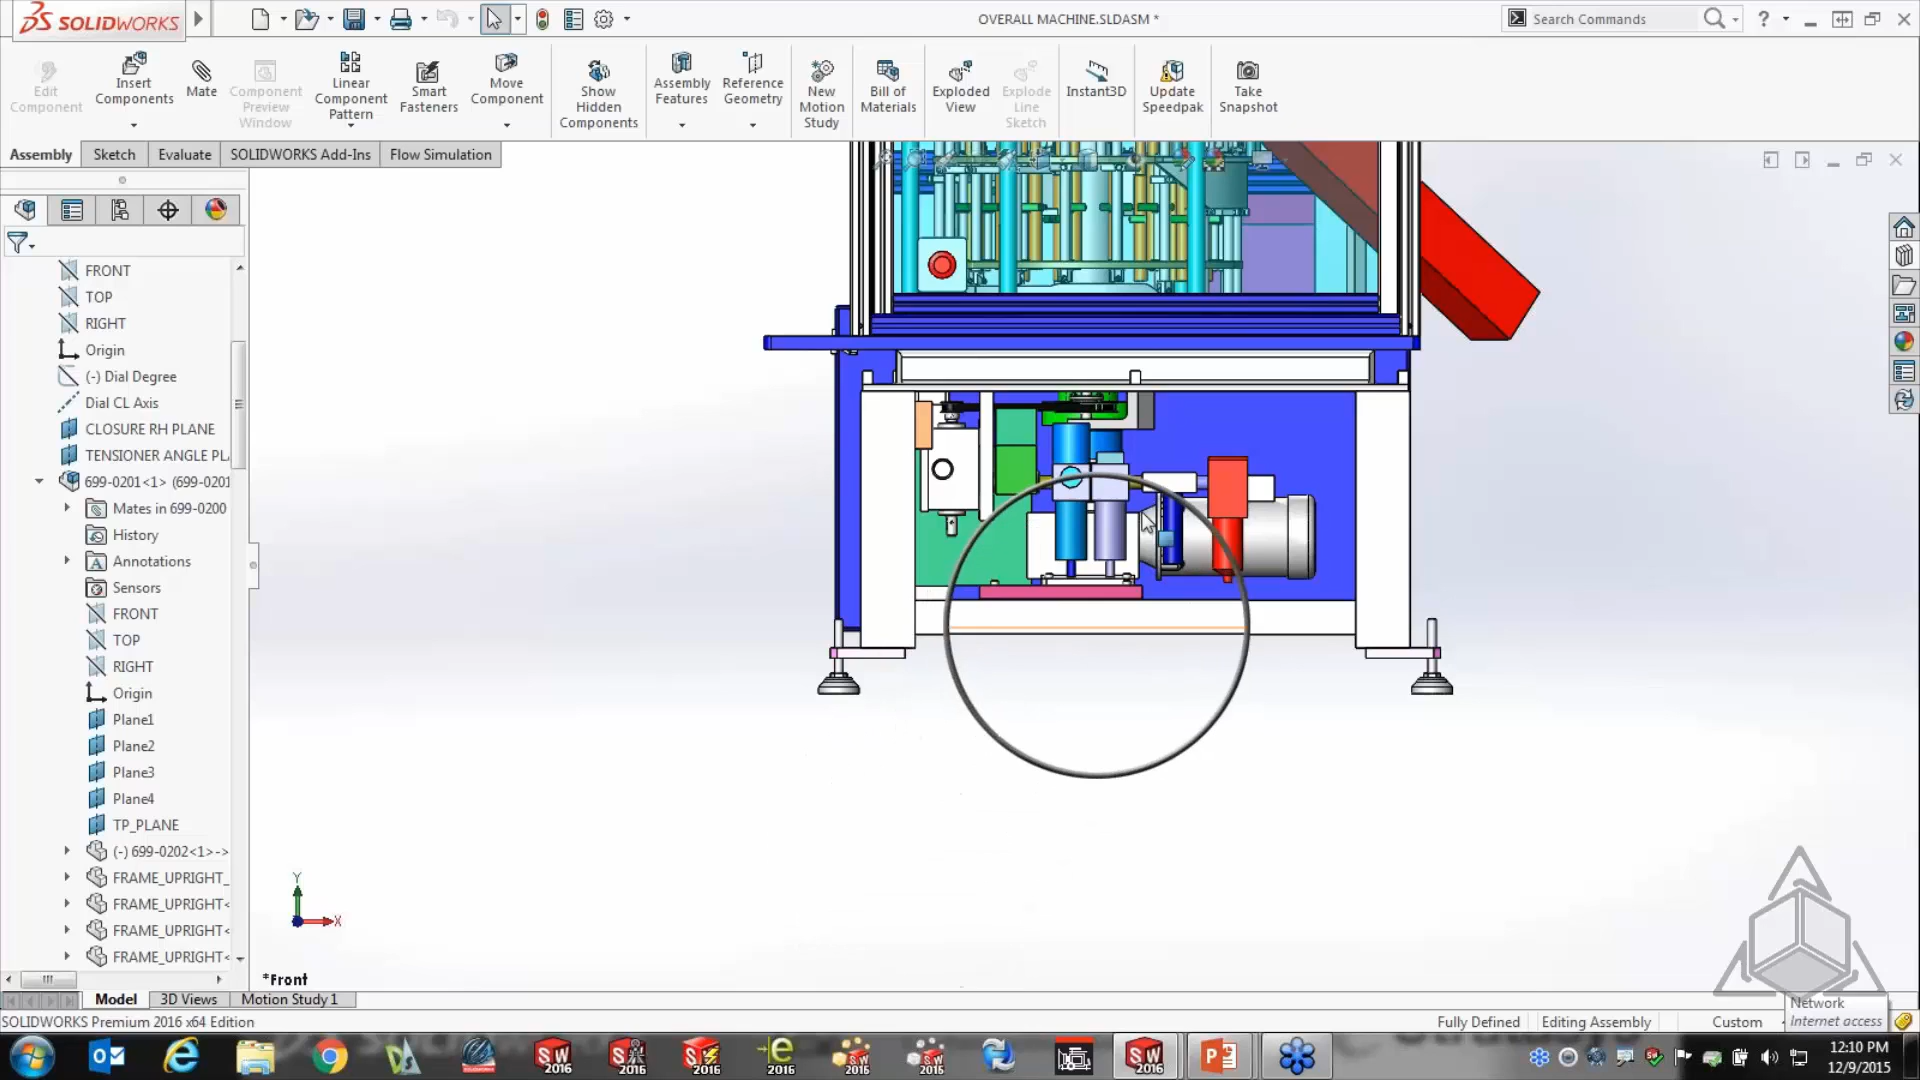 SOLIDWORKS
OVERALL MACHINE.SLDASM *
Search Commands
Edit Component
Insert Components
Mate
Component Preview Window
Linear Component Pattern
Smart Fasteners
Move Component
Show Hidden Components
Assembly Features
Reference Geometry
New Motion Study
Bill of Materials
Exploded View
Explode Line Sketch
Instant3D
Update Speedpak
Take Snapshot
Assembly
Sketch
Evaluate
SOLIDWORKS Add-Ins
Flow Simulation
FRONT
TOP
RIGHT
Origin
(-) Dial Degree
Dial CL Axis
CLOSURE RH PLANE
TENSIONER ANGLE PL
699-0201<1> (699-0201
Mates in 699-0200
History
Annotations
Sensors
FRONT
TOP
RIGHT
Origin
Plane1
Plane2
Plane3
Plane4
TP_PLANE
(-) 699-0202<1>->
FRAME_UPRIGHT_
FRAME_UPRIGHT<
FRAME_UPRIGHT<
FRAME_UPRIGHT<
Y
X
*Front
Model
3D Views
Motion Study 1
Network
Internet access
SOLIDWORKS Premium 2016 x64 Edition
Fully Defined
Editing Assembly
Custom
12:10 PM
12/9/2015